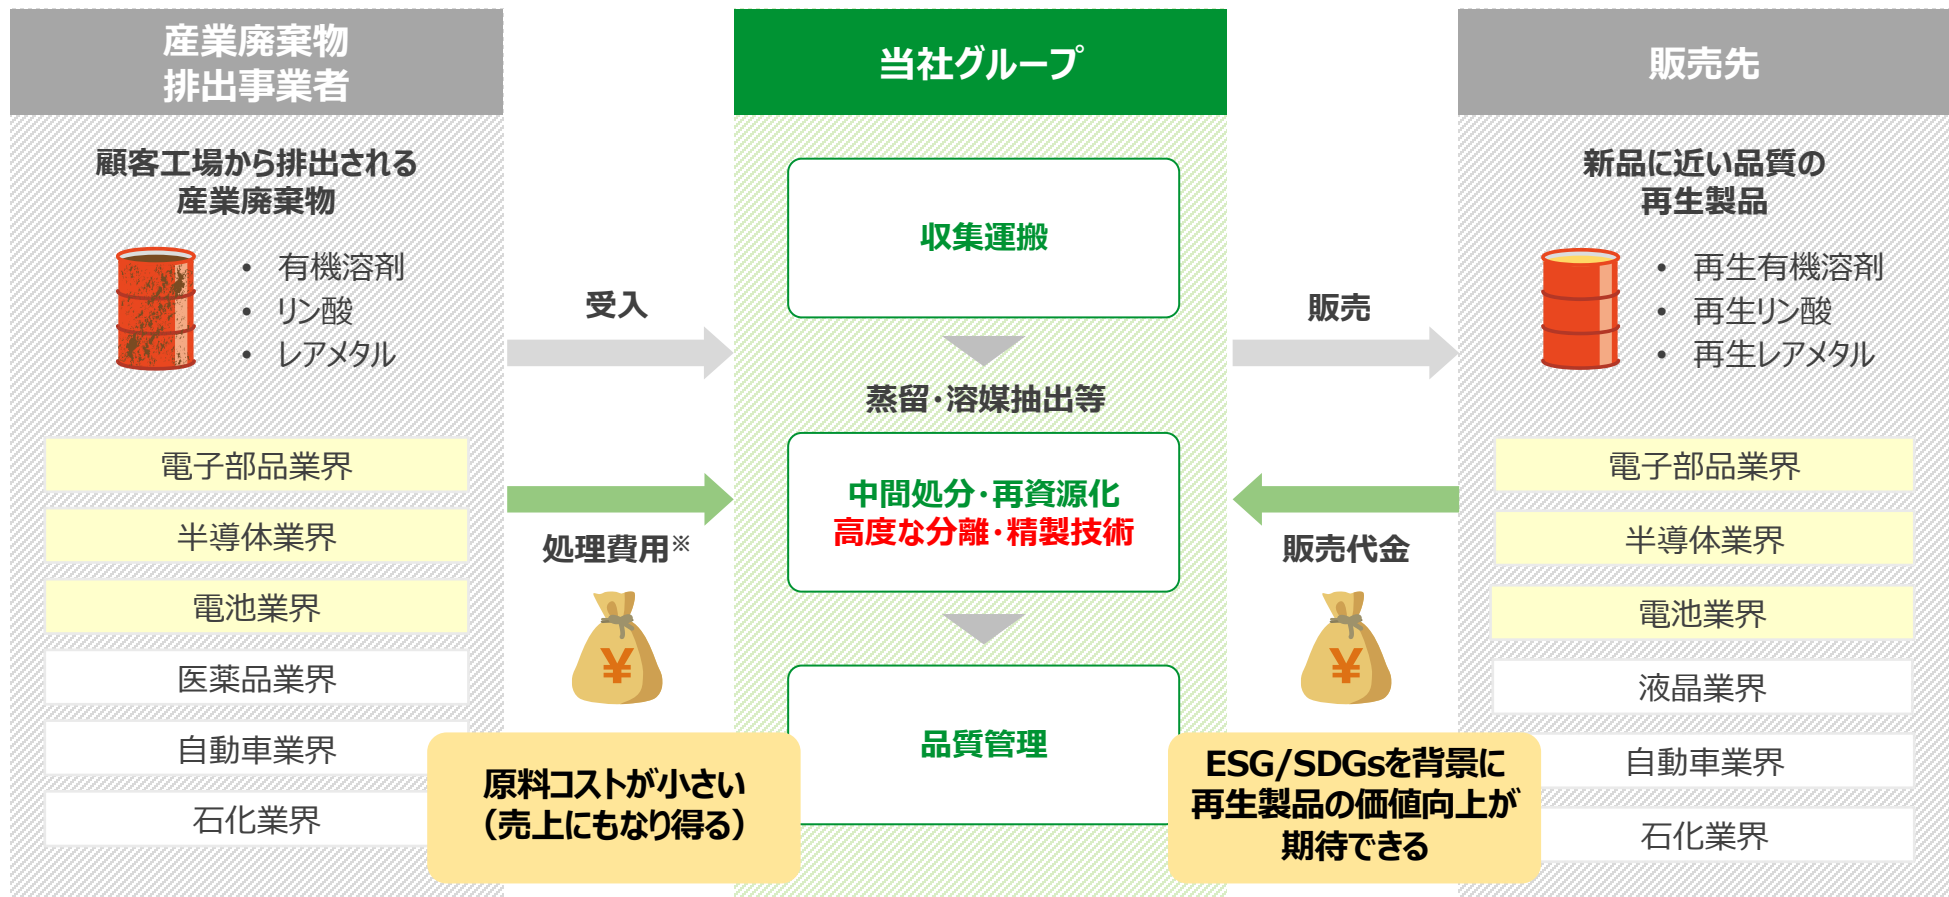 産業廃棄物
排出事業者
顧客工場から排出される
産業廃棄物
• 有機溶剤
• リン酸
• レアメタル
電子部品業界
半導体業界
電池業界
医薬品業界
自動車業界
石化業界
受入
処理費用※
¥
原料コストが小さい
（売上にもなり得る）
当社グループ
収集運搬
蒸留・溶媒抽出等
中間処分・再資源化
高度な分離・精製技術
品質管理
販売
販売代金
¥
ESG/SDGsを背景に
再生製品の価値向上が
期待できる
販売先
新品に近い品質の
再生製品
• 再生有機溶剤
• 再生リン酸
• 再生レアメタル
電子部品業界
半導体業界
電池業界
液晶業界
自動車業界
石化業界